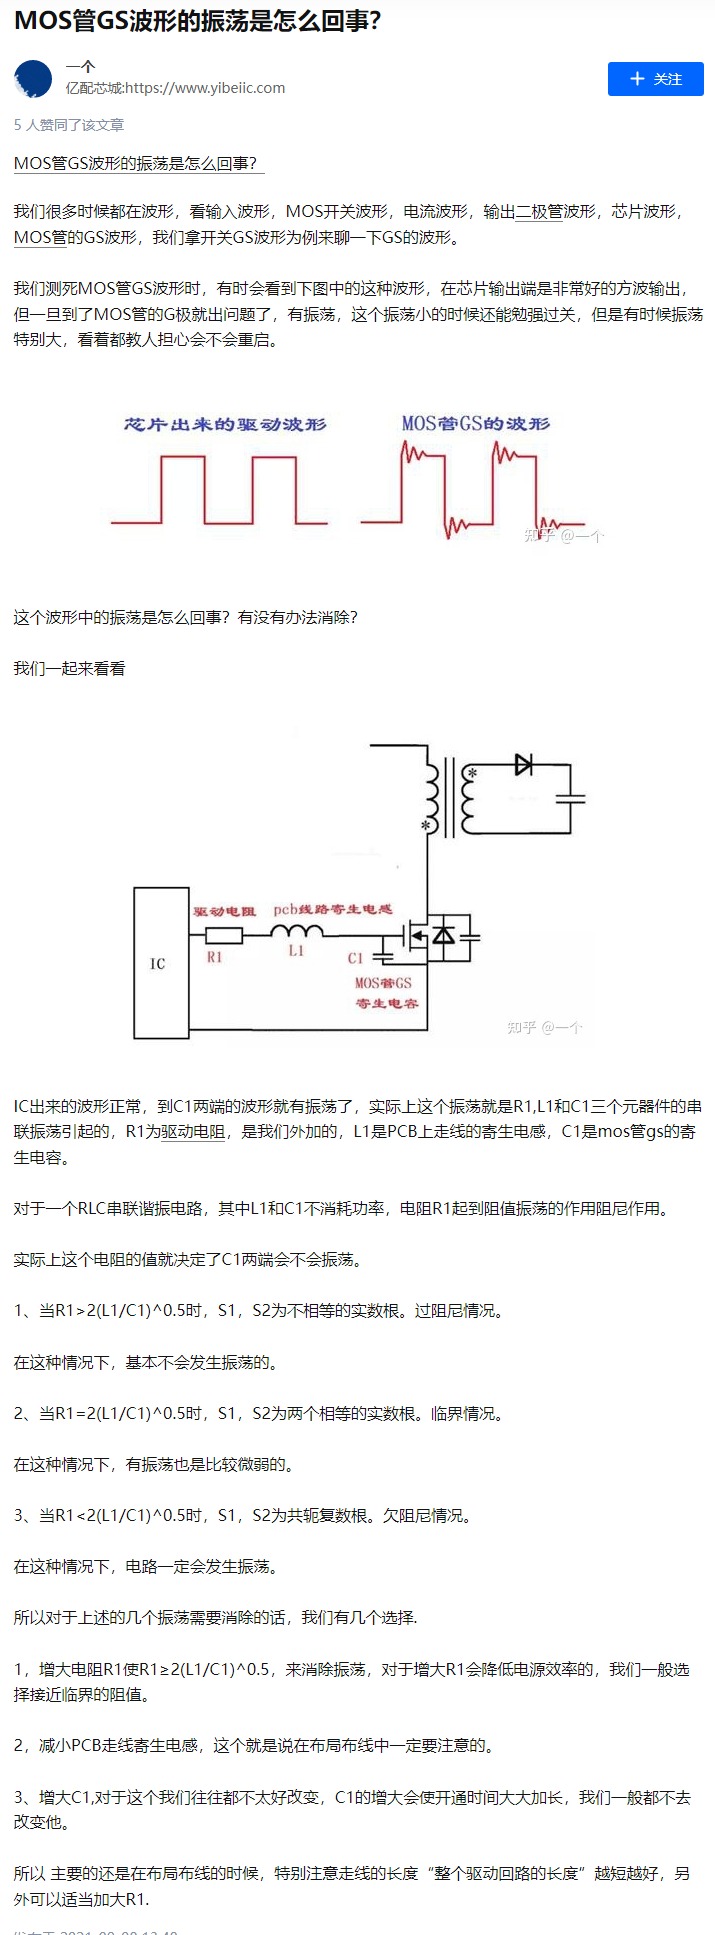 MOS管GS波形的振荡是怎么回事?
一个
亿配芯城:https://www.yibeiic.com
+ 关注
5 人赞同了该文章
MOS管GS波形的振荡是怎么回事?
我们很多时候都在波形，看输入波形，MOS开关波形，电流波形，输出二极管波形，芯片波形，
MOS管的GS波形，我们拿开关GS波形为例来聊一下GS的波形。
我们测死MOS管GS波形时，有时会看到下图中的这种波形，在芯片输出端是非常好的方波输出，
但一旦到了MOS管的G极就出问题了，有振荡，这个振荡小的时候还能勉强过关，但是有时候振荡
特别大，看着都教人担心会不会重启。
芯片出来的驱动波形
MOS管GS的波形
知乎 @一个
这个波形中的振荡是怎么回事？有没有办法消除？
我们一起来看看
*
*
驱动电阻
pcb线路寄生电感
R1
L1
IC
C1
MOS管GS
寄生电容
知乎 @一个
IC出来的波形正常，到C1两端的波形就有振荡了，实际上这个振荡就是R1,L1和C1三个元器件的串
联振荡引起的，R1为驱动电阻，是我们外加的，L1是PCB上走线的寄生电感，C1是mos管gs的寄
生电容。
对于一个RLC串联谐振电路，其中L1和C1不消耗功率，电阻R1起到阻值振荡的作用阻尼作用。
实际上这个电阻的值就决定了C1两端会不会振荡。
1、当R1>2(L1/C1)^0.5时，S1，S2为不相等的实数根。过阻尼情况。
在这种情况下，基本不会发生振荡的。
2、当R1=2(L1/C1)^0.5时，S1，S2为两个相等的实数根。临界情况。
在这种情况下，有振荡也是比较微弱的。
3、当R1<2(L1/C1)^0.5时，S1，S2为共轭复数根。欠阻尼情况。
在这种情况下，电路一定会发生振荡。
所以对于上述的几个振荡需要消除的话，我们有几个选择.
1，增大电阻R1使R1≥2(L1/C1)^0.5，来消除振荡，对于增大R1会降低电源效率的，我们一般选
择接近临界的阻值。
2，减小PCB走线寄生电感，这个就是说在布局布线中一定要注意的。
3、增大C1,对于这个我们往往都不太好改变，C1的增大会使开通时间大大加长，我们一般都不去
改变他。
所以 主要的还是在布局布线的时候，特别注意走线的长度“整个驱动回路的长度”越短越好，另
外可以适当加大R1.